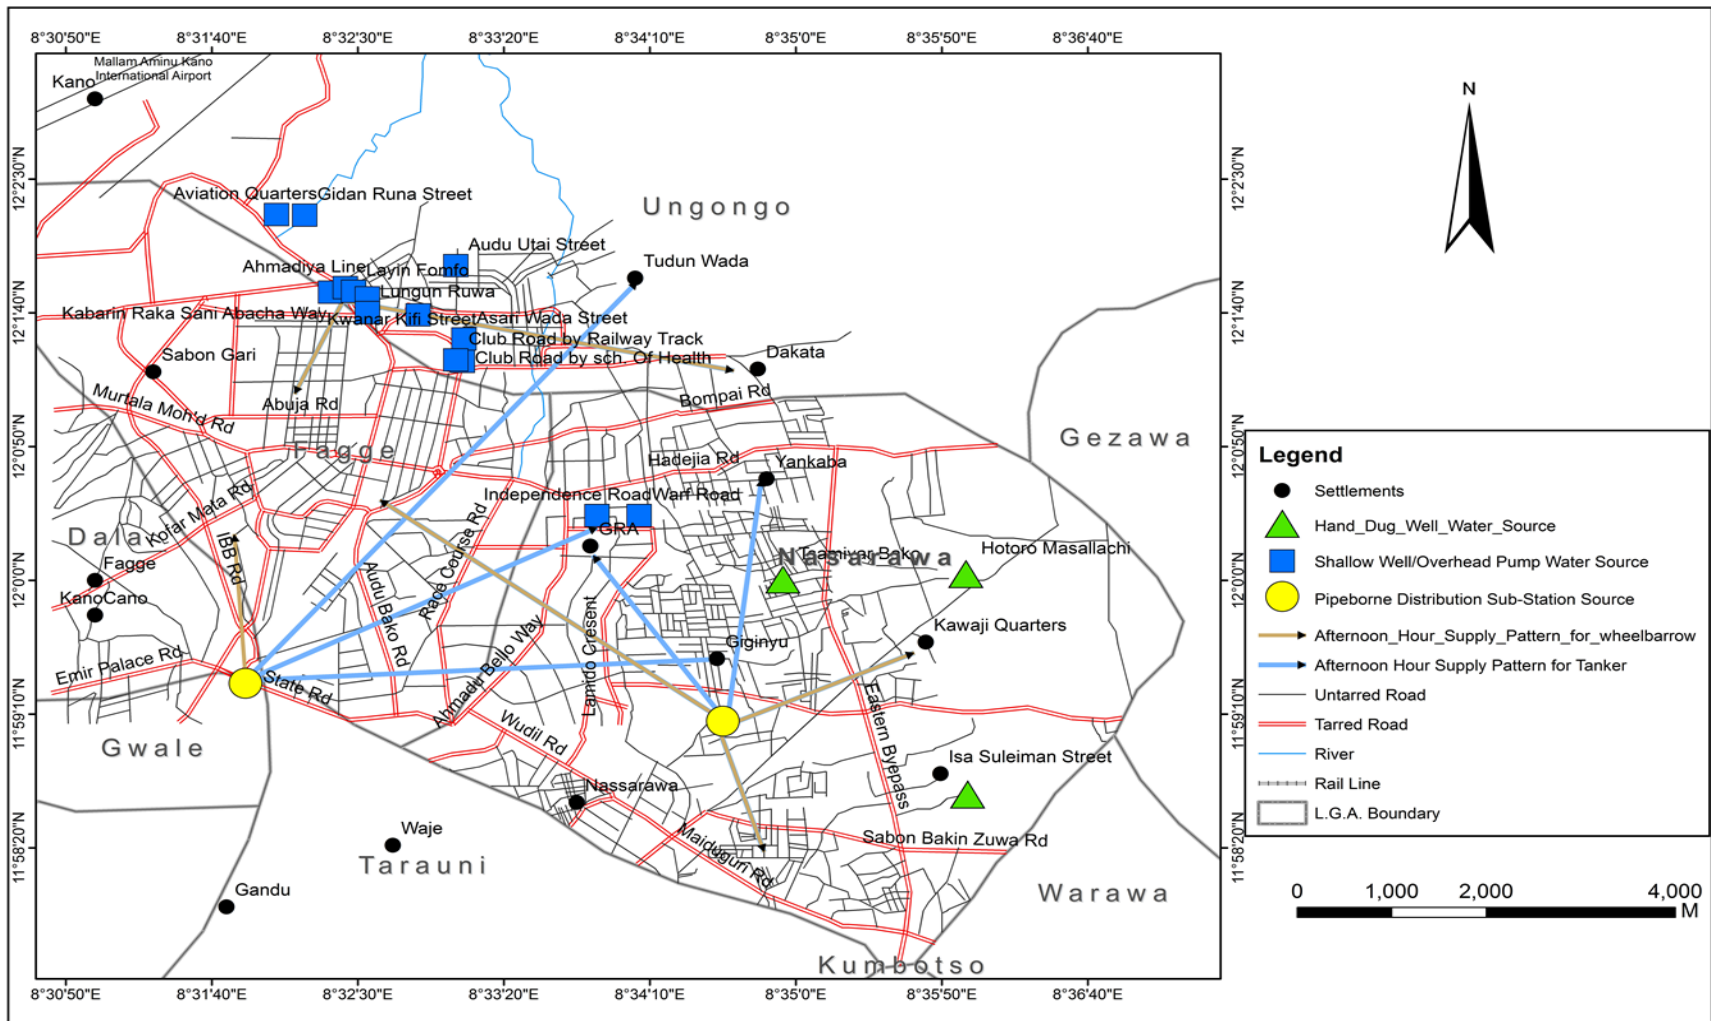 8°30'50"E 8°31'40"E 8°32'30"E 8°33'20"E 8°34'10"E 8°35'0"E 8°35'50"E 8°36'40"E
Mallam Aminu Kano
International Airport
Kano
12°2'30"N
12°2'30"N
Aviation Quarters
Gidan Runa Street
Ungongo
Audu Utai Street
Tudun Wada
Ahmadiya Line
Layin Fomfo
Lungun Ruwa
12°1'40"N
12°1'40"N
Kabarin Raka
Sani Abacha Way
Kwanar Kifi Street
Asari Wada Street
Club Road by Railway Track
Sabon Gari
Club Road by sch. Of Health
Dakata
Murtala Moh'd Rd
Abuja Rd
Bompai Rd
Gezawa
12°0'50"N
12°0'50"N
Fagge
Hadejia Rd
Yankaba
Kofar Mata Rd
Independence Road
Warf Road
Dala
IBB Rd
Race Course Rd
GRA
Nasarawa
Hotoro Masallachi
Fagge
12°0'0"N
12°0'0"N
Audu Bako Rd
Kano
Cano
Lamido Cresent
Kawaji Quarters
Giginyu
Emir Palace Rd
State Rd
Ahmadu Bello Way
Eastern Byepass
11°59'10"N
11°59'10"N
Gwale
Wudil Rd
Isa Suleiman Street
Nassarawa
Waje
Maiduguri Rd
Sabon Bakin Zuwa Rd
11°58'20"N
11°58'20"N
Tarauni
Gandu
Warawa
Kumbotso
8°30'50"E 8°31'40"E 8°32'30"E 8°33'20"E 8°34'10"E 8°35'0"E 8°35'50"E 8°36'40"E
N
Legend
Settlements
Hand_Dug_Well_Water_Source
Shallow Well/Overhead Pump Water Source
Pipeborne Distribution Sub-Station Source
Afternoon_Hour_Supply_Pattern_for_wheelbarrow
Afternoon Hour Supply Pattern for Tanker
Untarred Road
Tarred Road
River
Rail Line
L.G.A. Boundary
0 1,000 2,000 4,000
M